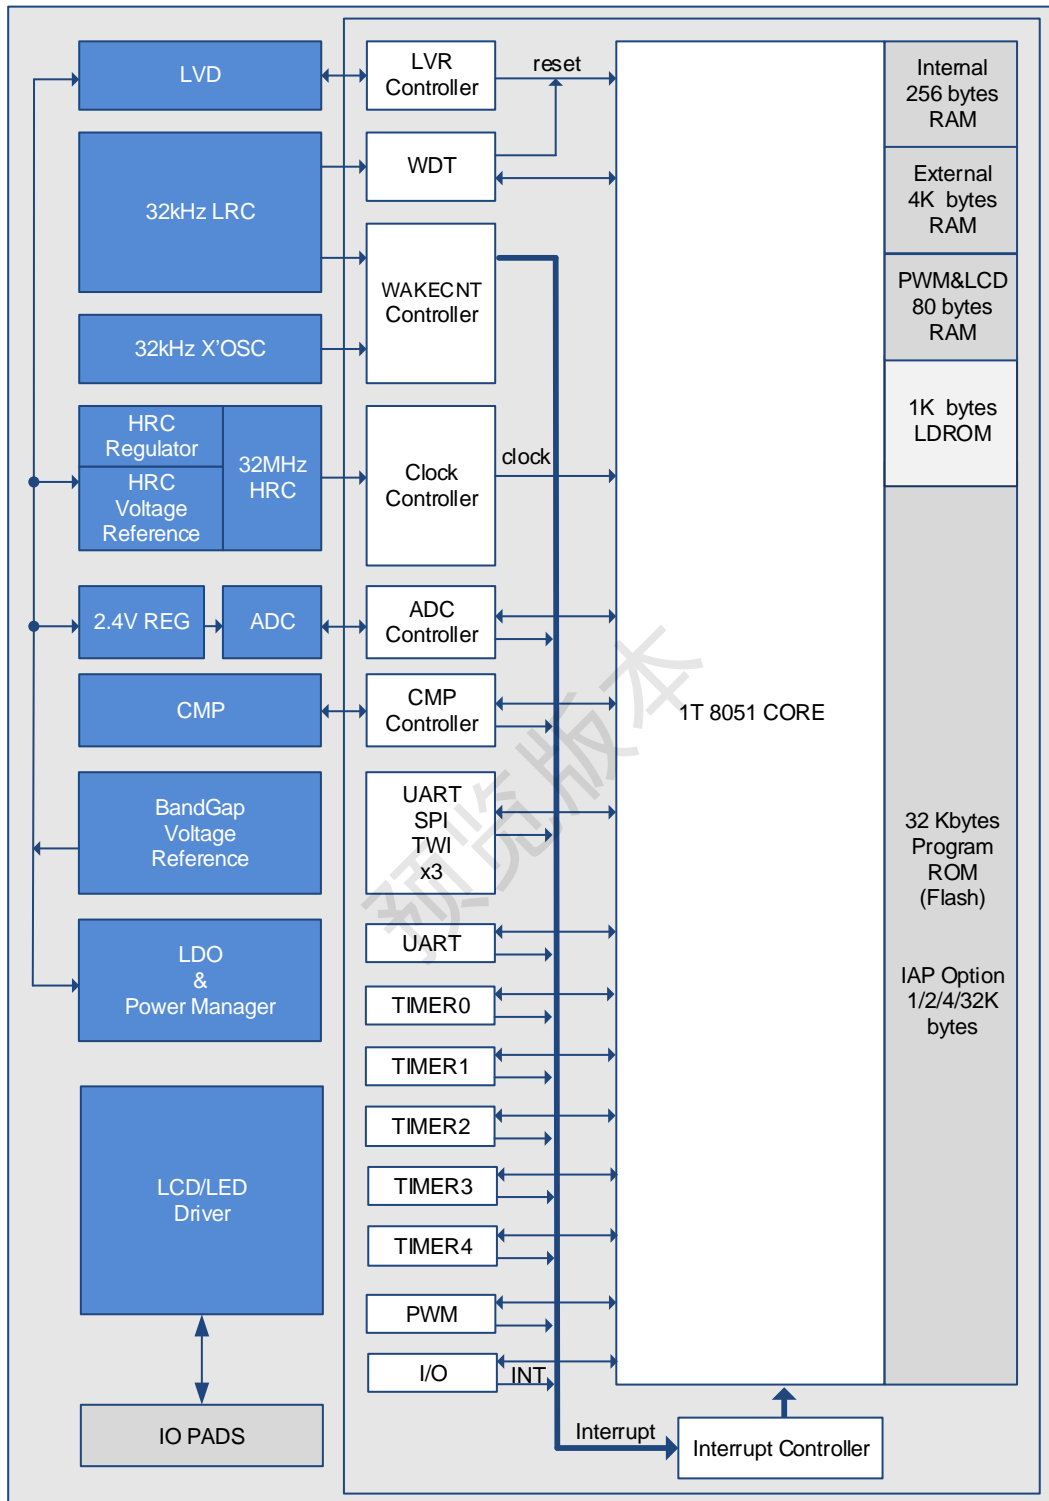 LVD
LVR
Controller
reset
Internal
256 bytes
RAM
32kHz LRC
WDT
External
4K bytes
RAM
WAKECNT
Controller
PWM&LCD
80 bytes
RAM
32kHz X'OSC
1K bytes
LDROM
HRC
Regulator
HRC
Voltage
Reference
32MHz
HRC
Clock
Controller
clock
2.4V REG
ADC
ADC
Controller
CMP
CMP
Controller
1T 8051 CORE
BandGap
Voltage
Reference
UART
SPI
TWI
x3
32 Kbytes
Program
ROM
(Flash)
IAP Option
1/2/4/32K
bytes
UART
LDO
&
Power Manager
TIMER0
TIMER1
TIMER2
TIMER3
TIMER4
LCD/LED
Driver
PWM
I/O
INT
IO PADS
Interrupt
Interrupt Controller
预览版本